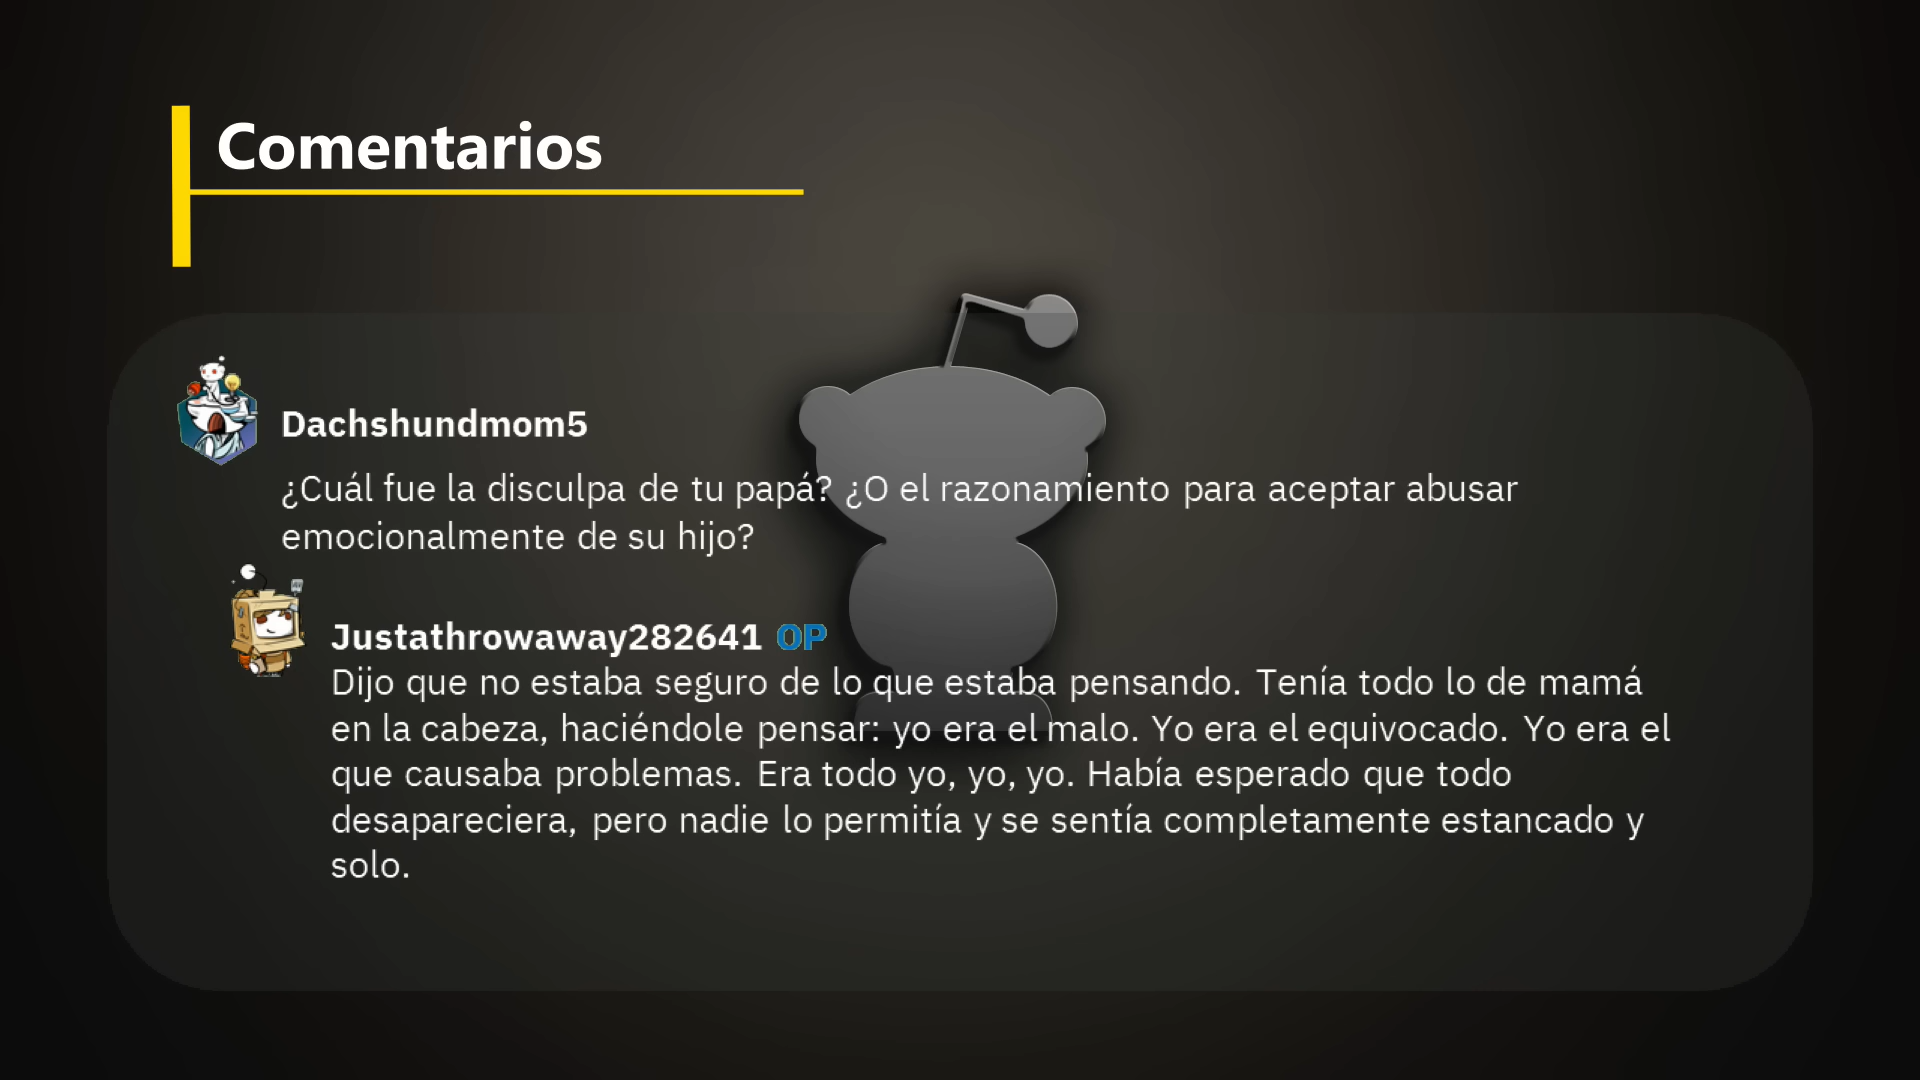 Comentarios
Dachshundmom5
¿Cuál fue la disculpa de tu papá? ¿O el razonamiento para aceptar abusar
emocionalmente de su hijo?
Justathrowaway282641 OP
Dijo que no estaba seguro de lo que estaba pensando. Tenía todo lo de mamá
en la cabeza, haciéndole pensar: yo era el malo. Yo era el equivocado. Yo era el
que causaba problemas. Era todo yo, yo, yo. Había esperado que todo
desapareciera, pero nadie lo permitía y se sentía completamente estancado y
solo.